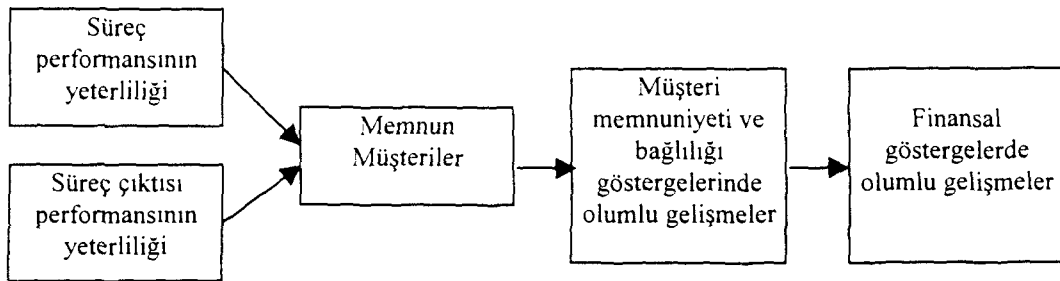 Süreç
performansının
yeterliliği
Süreç çıktısı
performansının
yeterliliği
Memnun
Müşteriler
Müşteri
memnuniyeti ve
bağlılığı
göstergelerinde
olumlu gelişmeler
Finansal
göstergelerde
olumlu gelişmeler